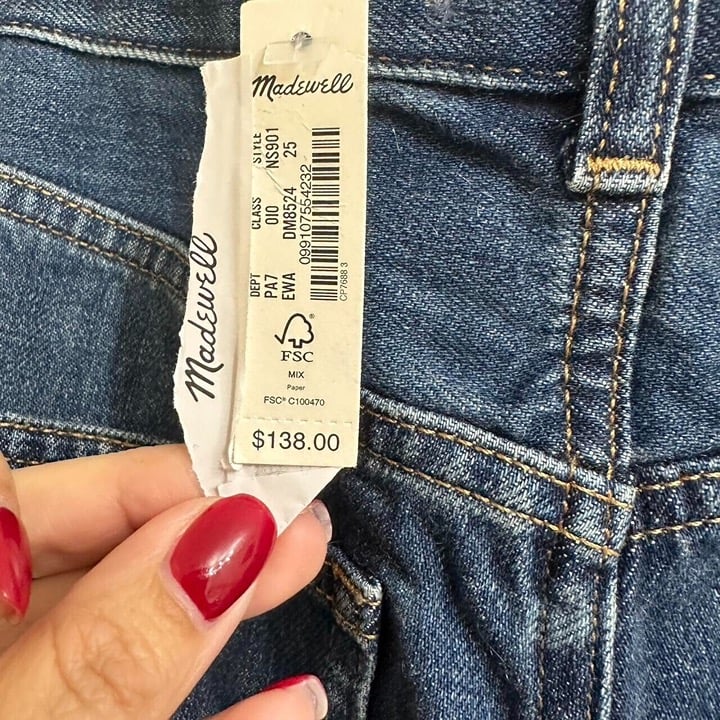 Madewell
DEPT CLASS STYLE
PA7 010 NS901
EWA DM8524 25
099107554232
CP7688 3
FSC®
MIX
Paper
FSC® C100470
$138.00
Madewell